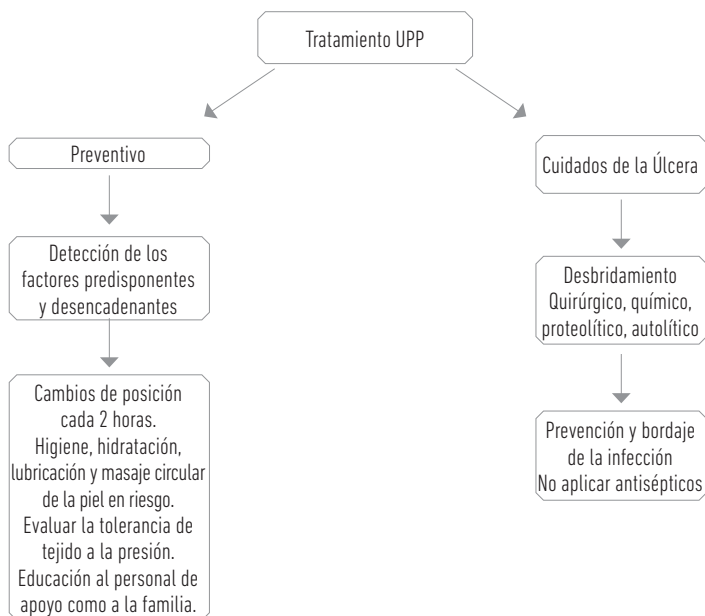 Tratamiento UPP
Preventivo
Detección de los
factores predisponentes
y desencadenantes
Cambios de posición
cada 2 horas.
Higiene, hidratación,
lubricación y masaje circular
de la piel en riesgo.
Evaluar la tolerancia de
tejido a la presión.
Educación al personal de
apoyo como a la familia.
Cuidados de la Úlcera
Desbridamiento
Quirúrgico, químico,
proteolítico, autolítico
Prevención y bordaje
de la infección
No aplicar antisépticos